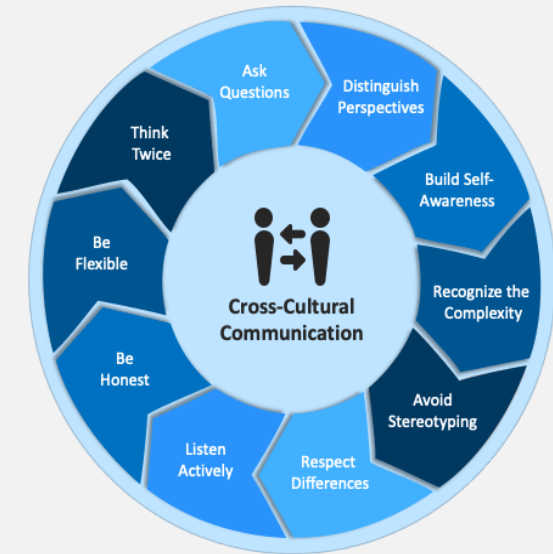 Ask
Questions
Distinguish
Perspectives
Build Self-
Awareness
Recognize the
Complexity
Avoid
Stereotyping
Respect
Differences
Listen
Actively
Be
Honest
Be
Flexible
Think
Twice
Cross-Cultural
Communication